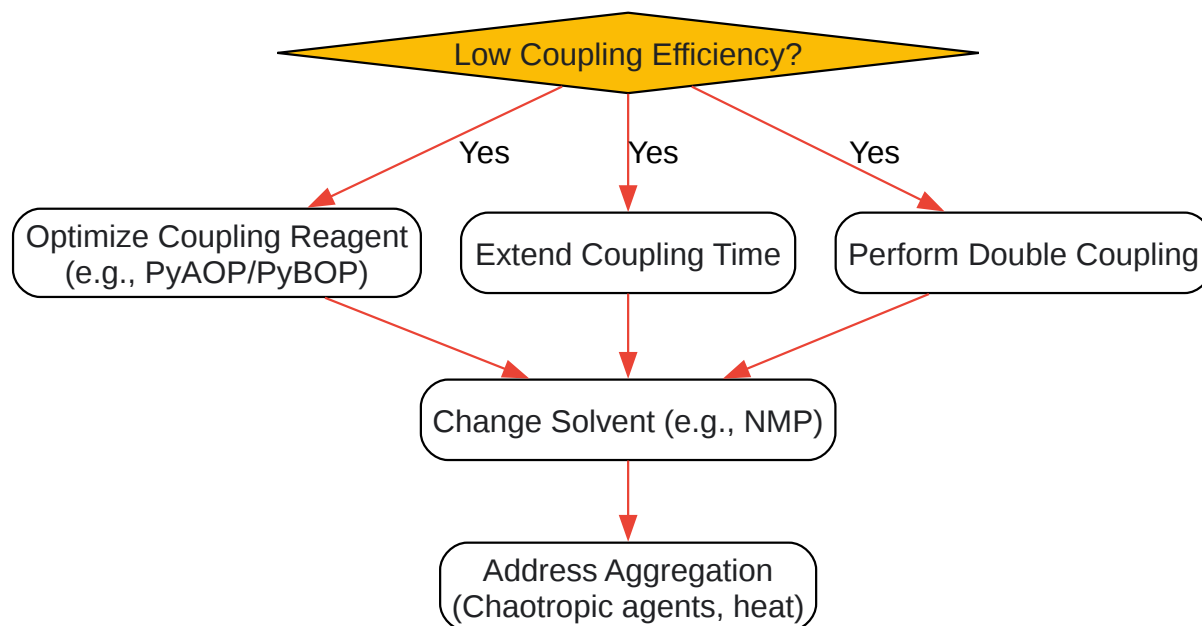 Low Coupling Efficiency?
Yes
Yes
Yes
Optimize Coupling Reagent
(e.g., PyAOP/PyBOP)
Extend Coupling Time
Perform Double Coupling
Change Solvent (e.g., NMP)
Address Aggregation
(Chaotropic agents, heat)